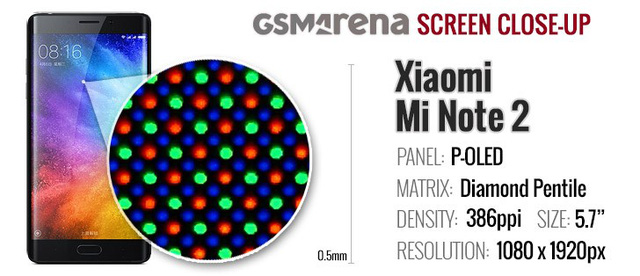 GSMArena SCREEN CLOSE-UP
Xiaomi
Mi Note 2
PANEL: P-OLED
MATRIX: Diamond Pentile
DENSITY: 386ppi SIZE: 5.7”
RESOLUTION: 1080 x 1920px
0.5mm
08:16